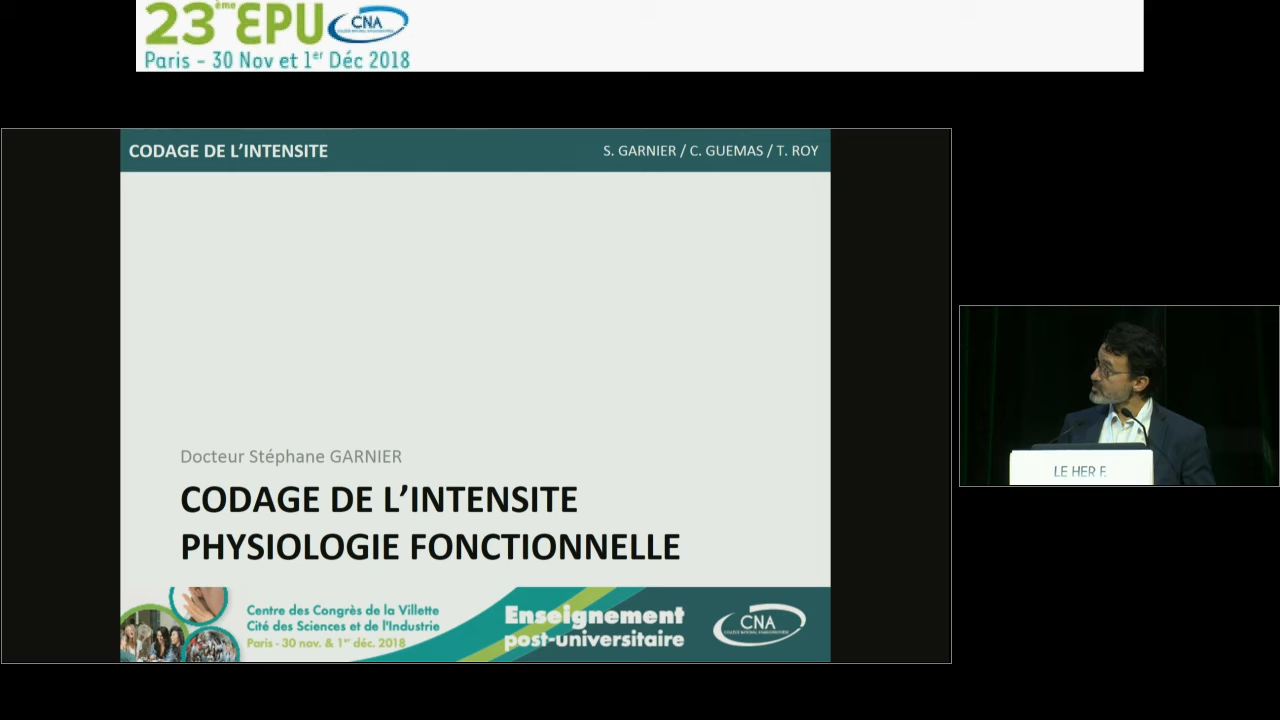 23ème EPU
CNA
Paris - 30 Nov et 1er Déc 2018
CODAGE DE L'INTENSITE
S. GARNIER / C. GUEMAS / T. ROY
Docteur Stéphane GARNIER
CODAGE DE L'INTENSITE
PHYSIOLOGIE FONCTIONNELLE
Centre des Congrès de la Villette
Cité des Sciences et de l'Industrie
Paris - 30 nov. & 1er déc. 2018
Enseignement
post-universitaire
CNA
LE HER F.